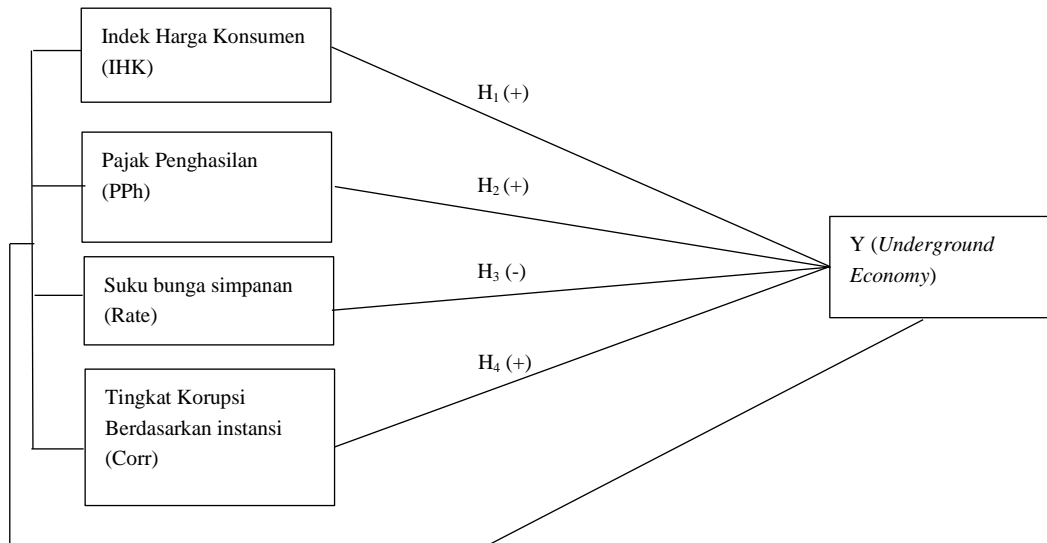 Indek Harga Konsumen
(IHK)
H₁ (+)
Pajak Penghasilan
(PPh)
H₂ (+)
Y (Underground
Economy)
Suku bunga simpanan
(Rate)
H₃ (-)
H₄ (+)
Tingkat Korupsi
Berdasarkan instansi
(Corr)